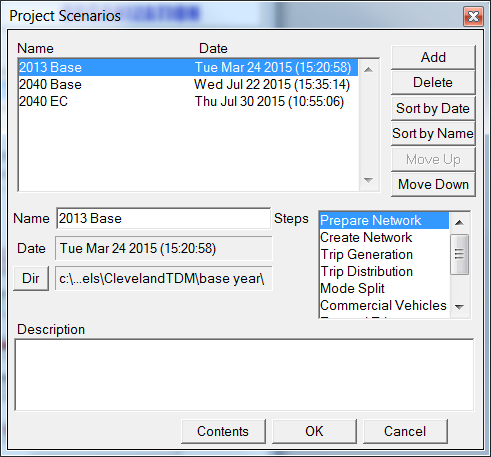 Project Scenarios
Name Date
2013 Base Tue Mar 24 2015 (15:20:58)
2040 Base Wed Jul 22 2015 (15:35:14)
2040 EC Thu Jul 30 2015 (10:55:06)
Add
Delete
Sort by Date
Sort by Name
Move Up
Move Down
Name 2013 Base
Date Tue Mar 24 2015 (15:20:58)
Dir c:\...els\ClevelandTDM\base year\
Steps
Prepare Network
Create Network
Trip Generation
Trip Distribution
Mode Split
Commercial Vehicles
Description
Contents OK Cancel